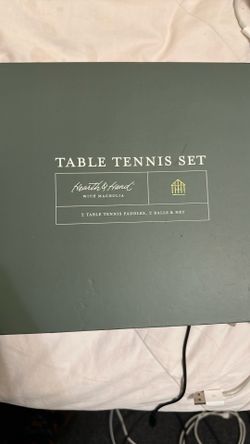 TABLE TENNIS SET
Hearth & Hand
WITH MAGNOLIA
2 TABLE TENNIS PADDLES, 2 BALLS & NET